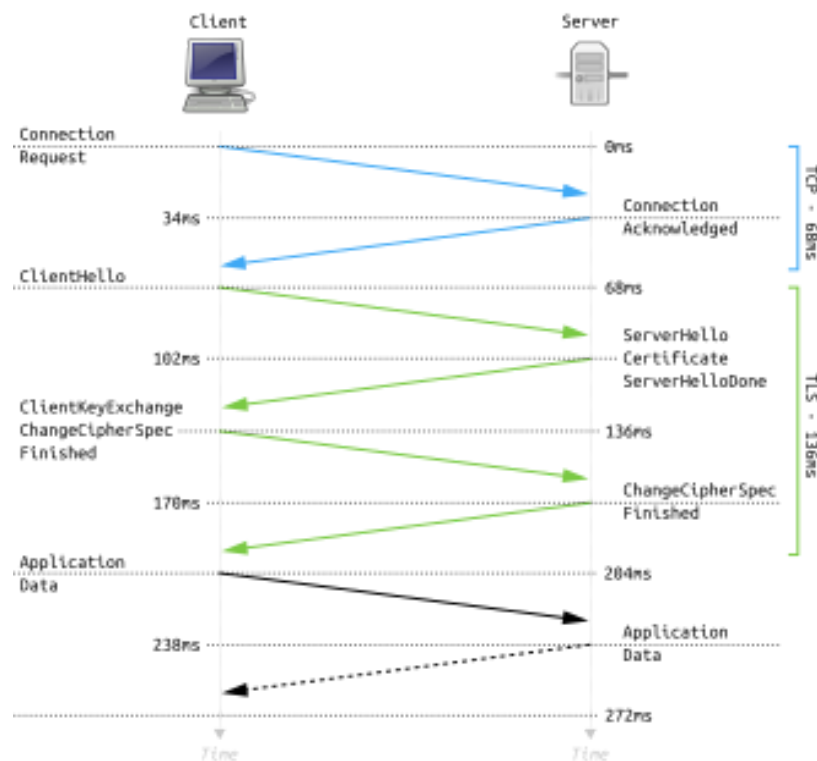 Client
Server
Connection
Request
0ms
34ms
Connection
Acknowledged
TCP - 68ms
ClientHello
68ms
ServerHello
102ms
Certificate
ServerHelloDone
ClientKeyExchange
ChangeCipherSpec
136ms
Finished
TLS - 136ms
ChangeCipherSpec
170ms
Finished
Application
Data
204ms
Application
238ms
Data
272ms
Time
Time